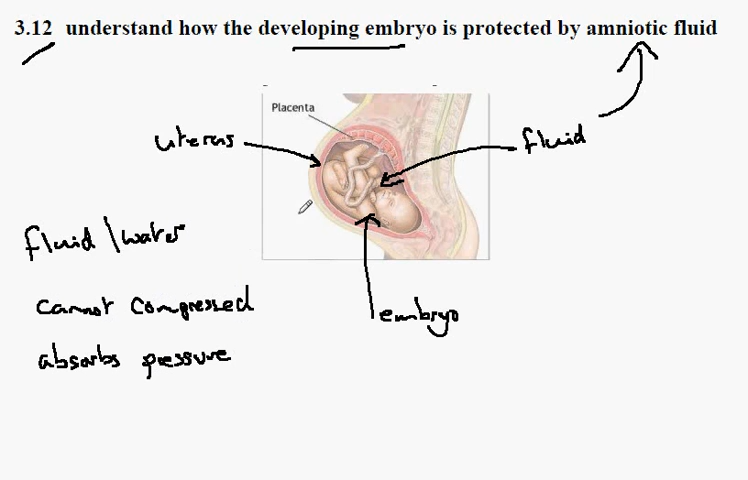 3.12 understand how the developing embryo is protected by amniotic fluid
Placenta
uterus
fluid
fluid \ water
cannot compressed
embryo
absorbs pressure